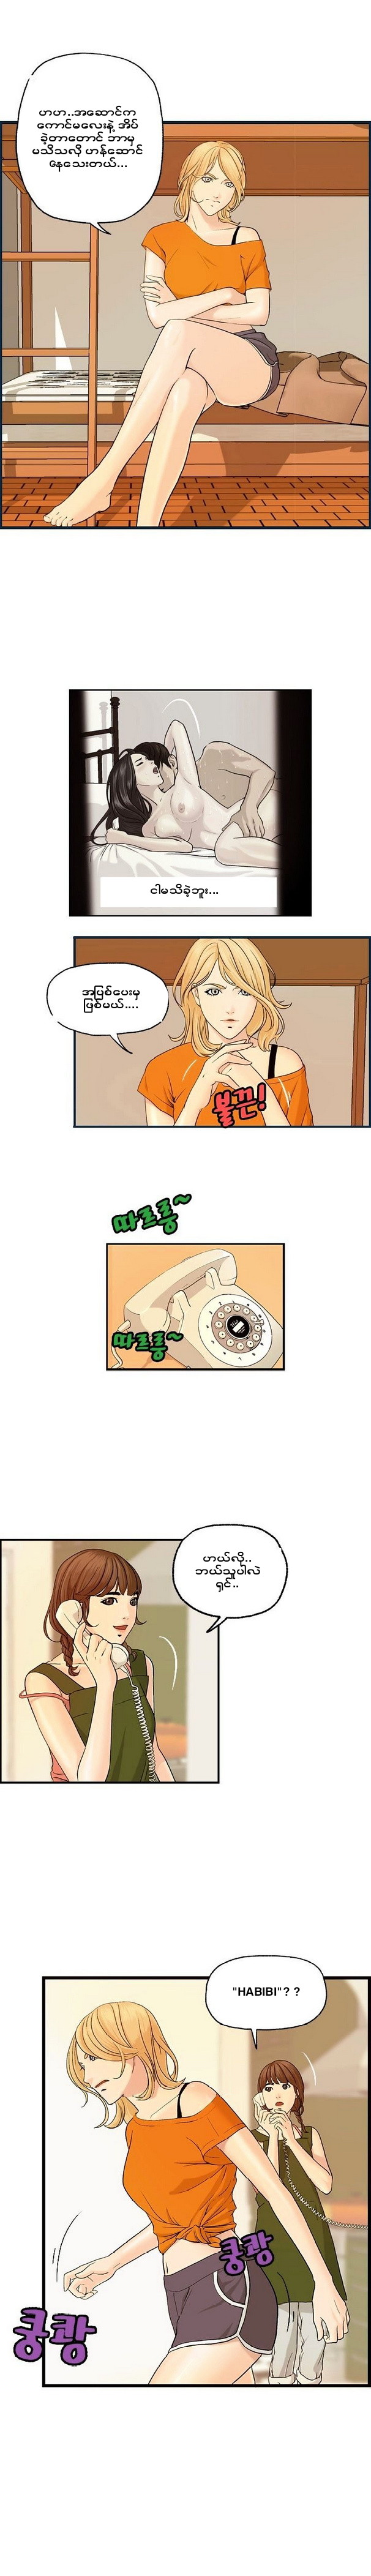 ဟဟ..အဆောင်က
ကောင်မလေးနဲ့ အိပ်
ခဲ့တာတောင် ဘာမှ
မသိသလို ဟန်ဆောင်
နေသေးတယ်...
ငါမသိခဲ့ဘူး...
အပြစ်ပေးမှ
ဖြစ်မယ်....
불끈!
따르릉~
따르릉~
ဟယ်လို..
ဘယ်သူပါလဲ
ရှင်..
"HABIBI"? ?
쿵쾅
쿵쾅